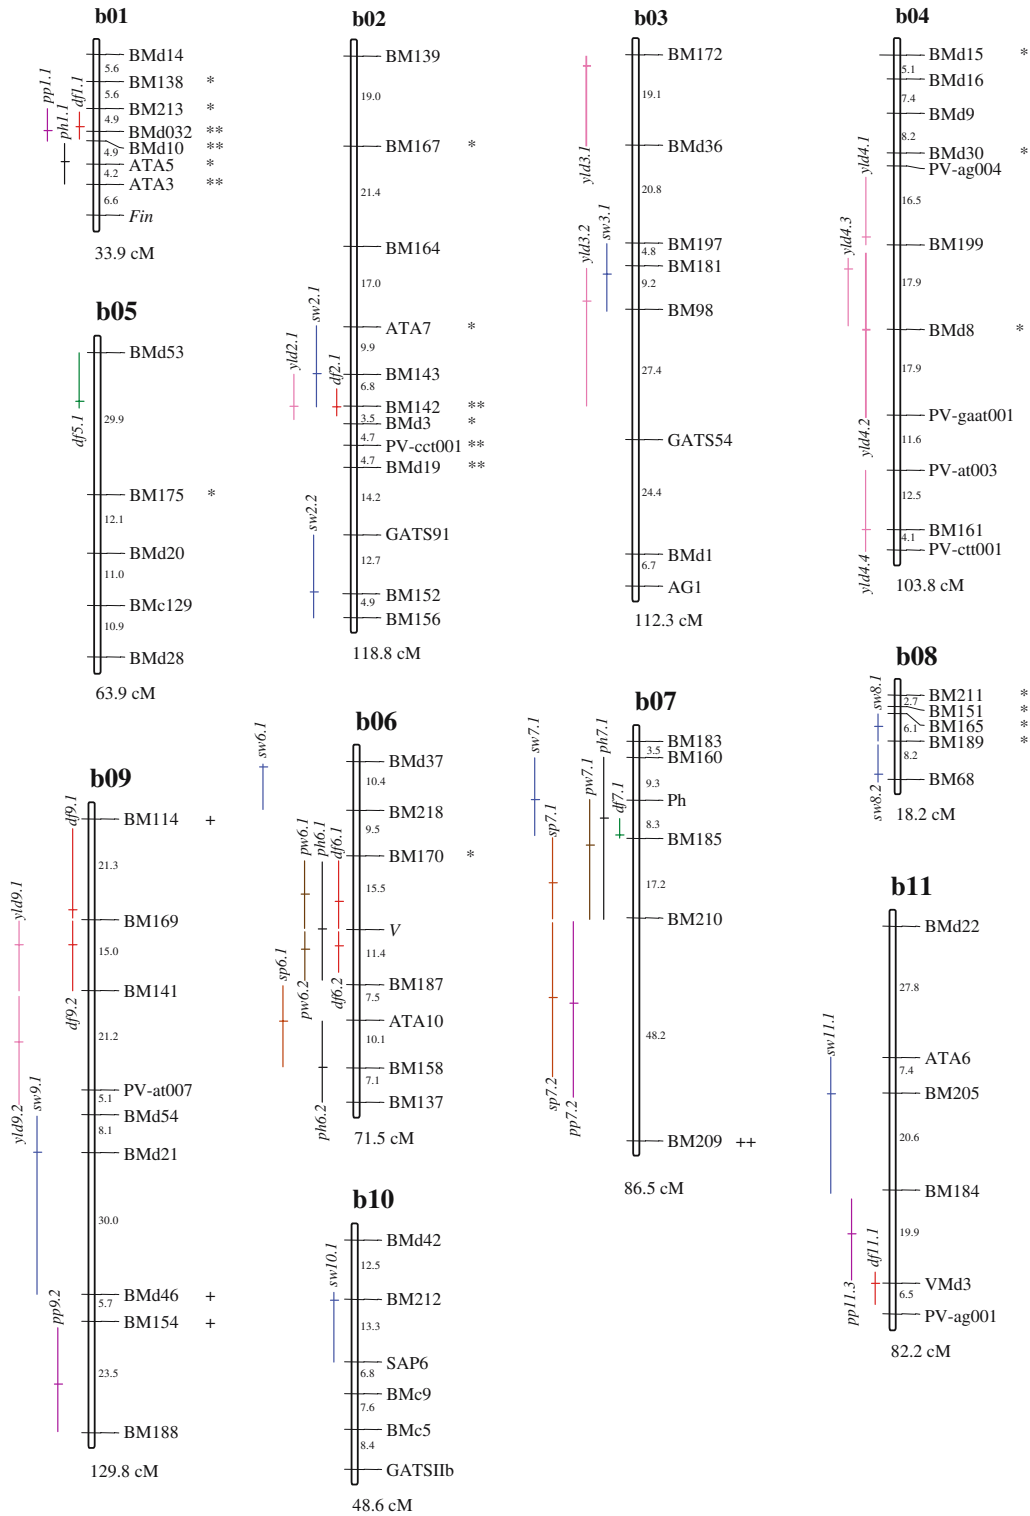 b01
BMd14
5.6
BM138 *
5.6
BM213 *
4.9
BMd032 **
BMd10 **
4.9
ATA5 *
4.2
ATA3 **
6.6
Fin
33.9 cM
pp1.1
ph1.1
df1.1
b02
BM139
19.0
BM167 *
21.4
BM164
17.0
ATA7 *
9.9
BM143
6.8
BM142 **
3.5
BMd3 *
4.7
PV-cct001 **
4.7
BMd19 **
14.2
GATS91
12.7
BM152
4.9
BM156
118.8 cM
yld2.1
sw2.1
df2.1
sw2.2
b03
BM172
19.1
BMd36
20.8
BM197
4.8
BM181
9.2
BM98
27.4
GATS54
24.4
BMd1
6.7
AG1
112.3 cM
yld3.1
yld3.2
sw3.1
b04
BMd15 *
5.1
BMd16
7.4
BMd9
8.2
BMd30 *
PV-ag004
16.5
BM199
17.9
BMd8 *
17.9
PV-gaat001
11.6
PV-at003
12.5
BM161
4.1
PV-ctt001
103.8 cM
yld4.1
yld4.3
yld4.2
yld4.4
b05
BMd53
29.9
BM175 *
12.1
BMd20
11.0
BMc129
10.9
BMd28
63.9 cM
df5.1
b06
BMd37
10.4
BM218
9.5
BM170 *
15.5
V
11.4
BM187
7.5
ATA10
10.1
BM158
7.1
BM137
71.5 cM
sw6.1
pw6.1
ph6.1
df6.1
sp6.1
pw6.2
df6.2
ph6.2
b07
BM183
3.5
BM160
9.3
Ph
8.3
BM185
17.2
BM210
48.2
BM209 ++
86.5 cM
sw7.1
sp7.1
pw7.1
ph7.1
df7.1
sp7.2
pp7.2
b08
BM211 *
2.7
BM151 *
BM165 *
6.1
BM189 *
8.2
BM68
18.2 cM
sw8.1
sw8.2
b09
BM114 +
21.3
BM169
15.0
BM141
21.2
PV-at007
5.1
BMd54
8.1
BMd21
30.0
BMd46 +
5.7
BM154 +
23.5
BM188
129.8 cM
df9.1
yld9.1
df9.2
yld9.2
sw9.1
pp9.2
b10
BMd42
12.5
BM212
13.3
SAP6
6.8
BMc9
7.6
BMc5
8.4
GATSIIb
48.6 cM
sw10.1
b11
BMd22
27.8
ATA6
7.4
BM205
20.6
BM184
19.9
VMd3
6.5
PV-ag001
82.2 cM
sw11.1
pp11.3
df11.1